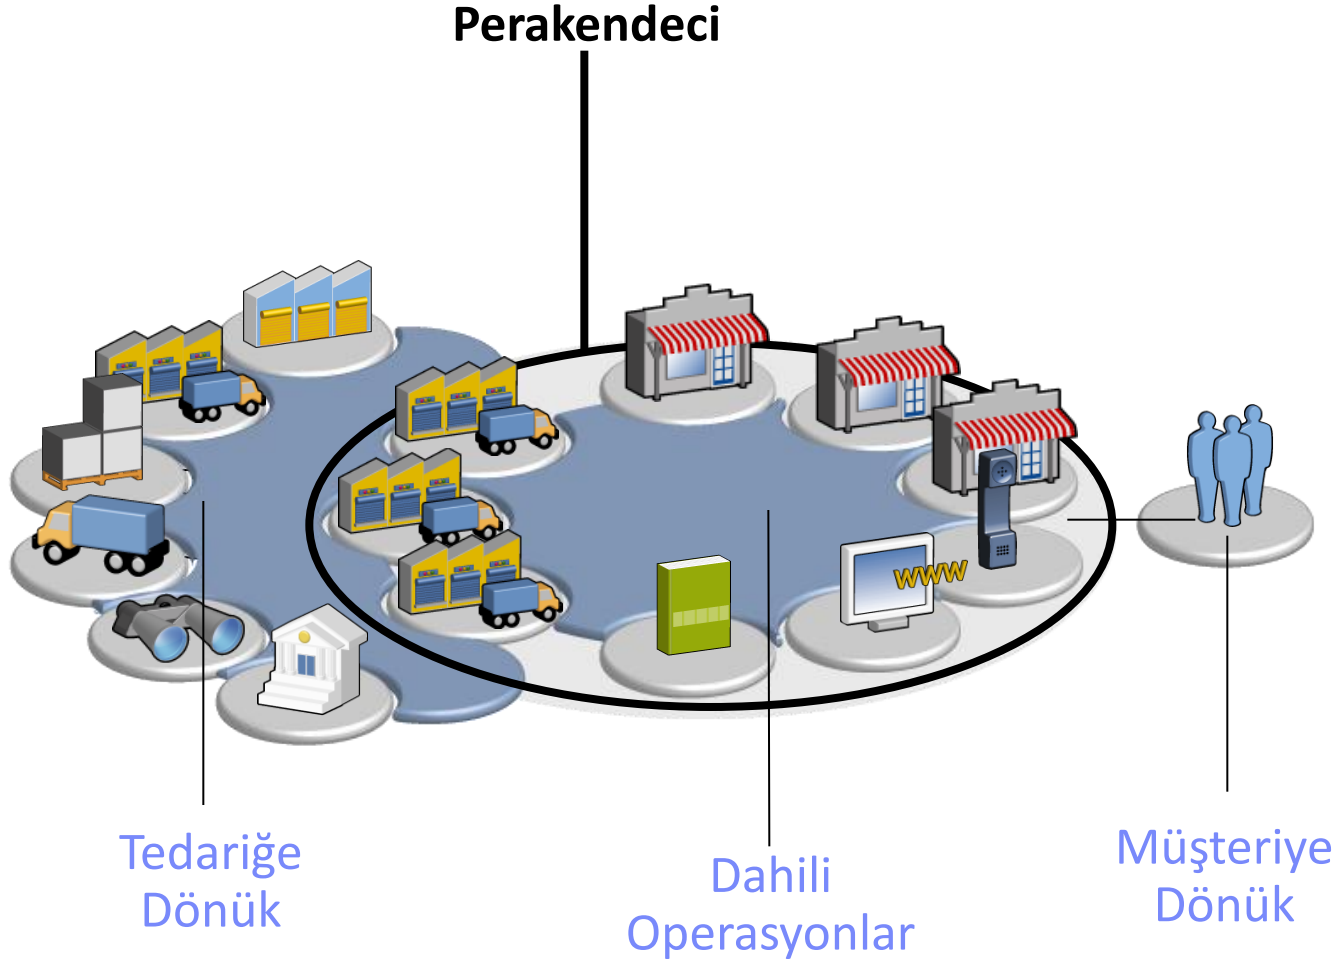 Perakendeci
www
Tedariğe
Dönük
Dahili
Operasyonlar
Müşteriye
Dönük